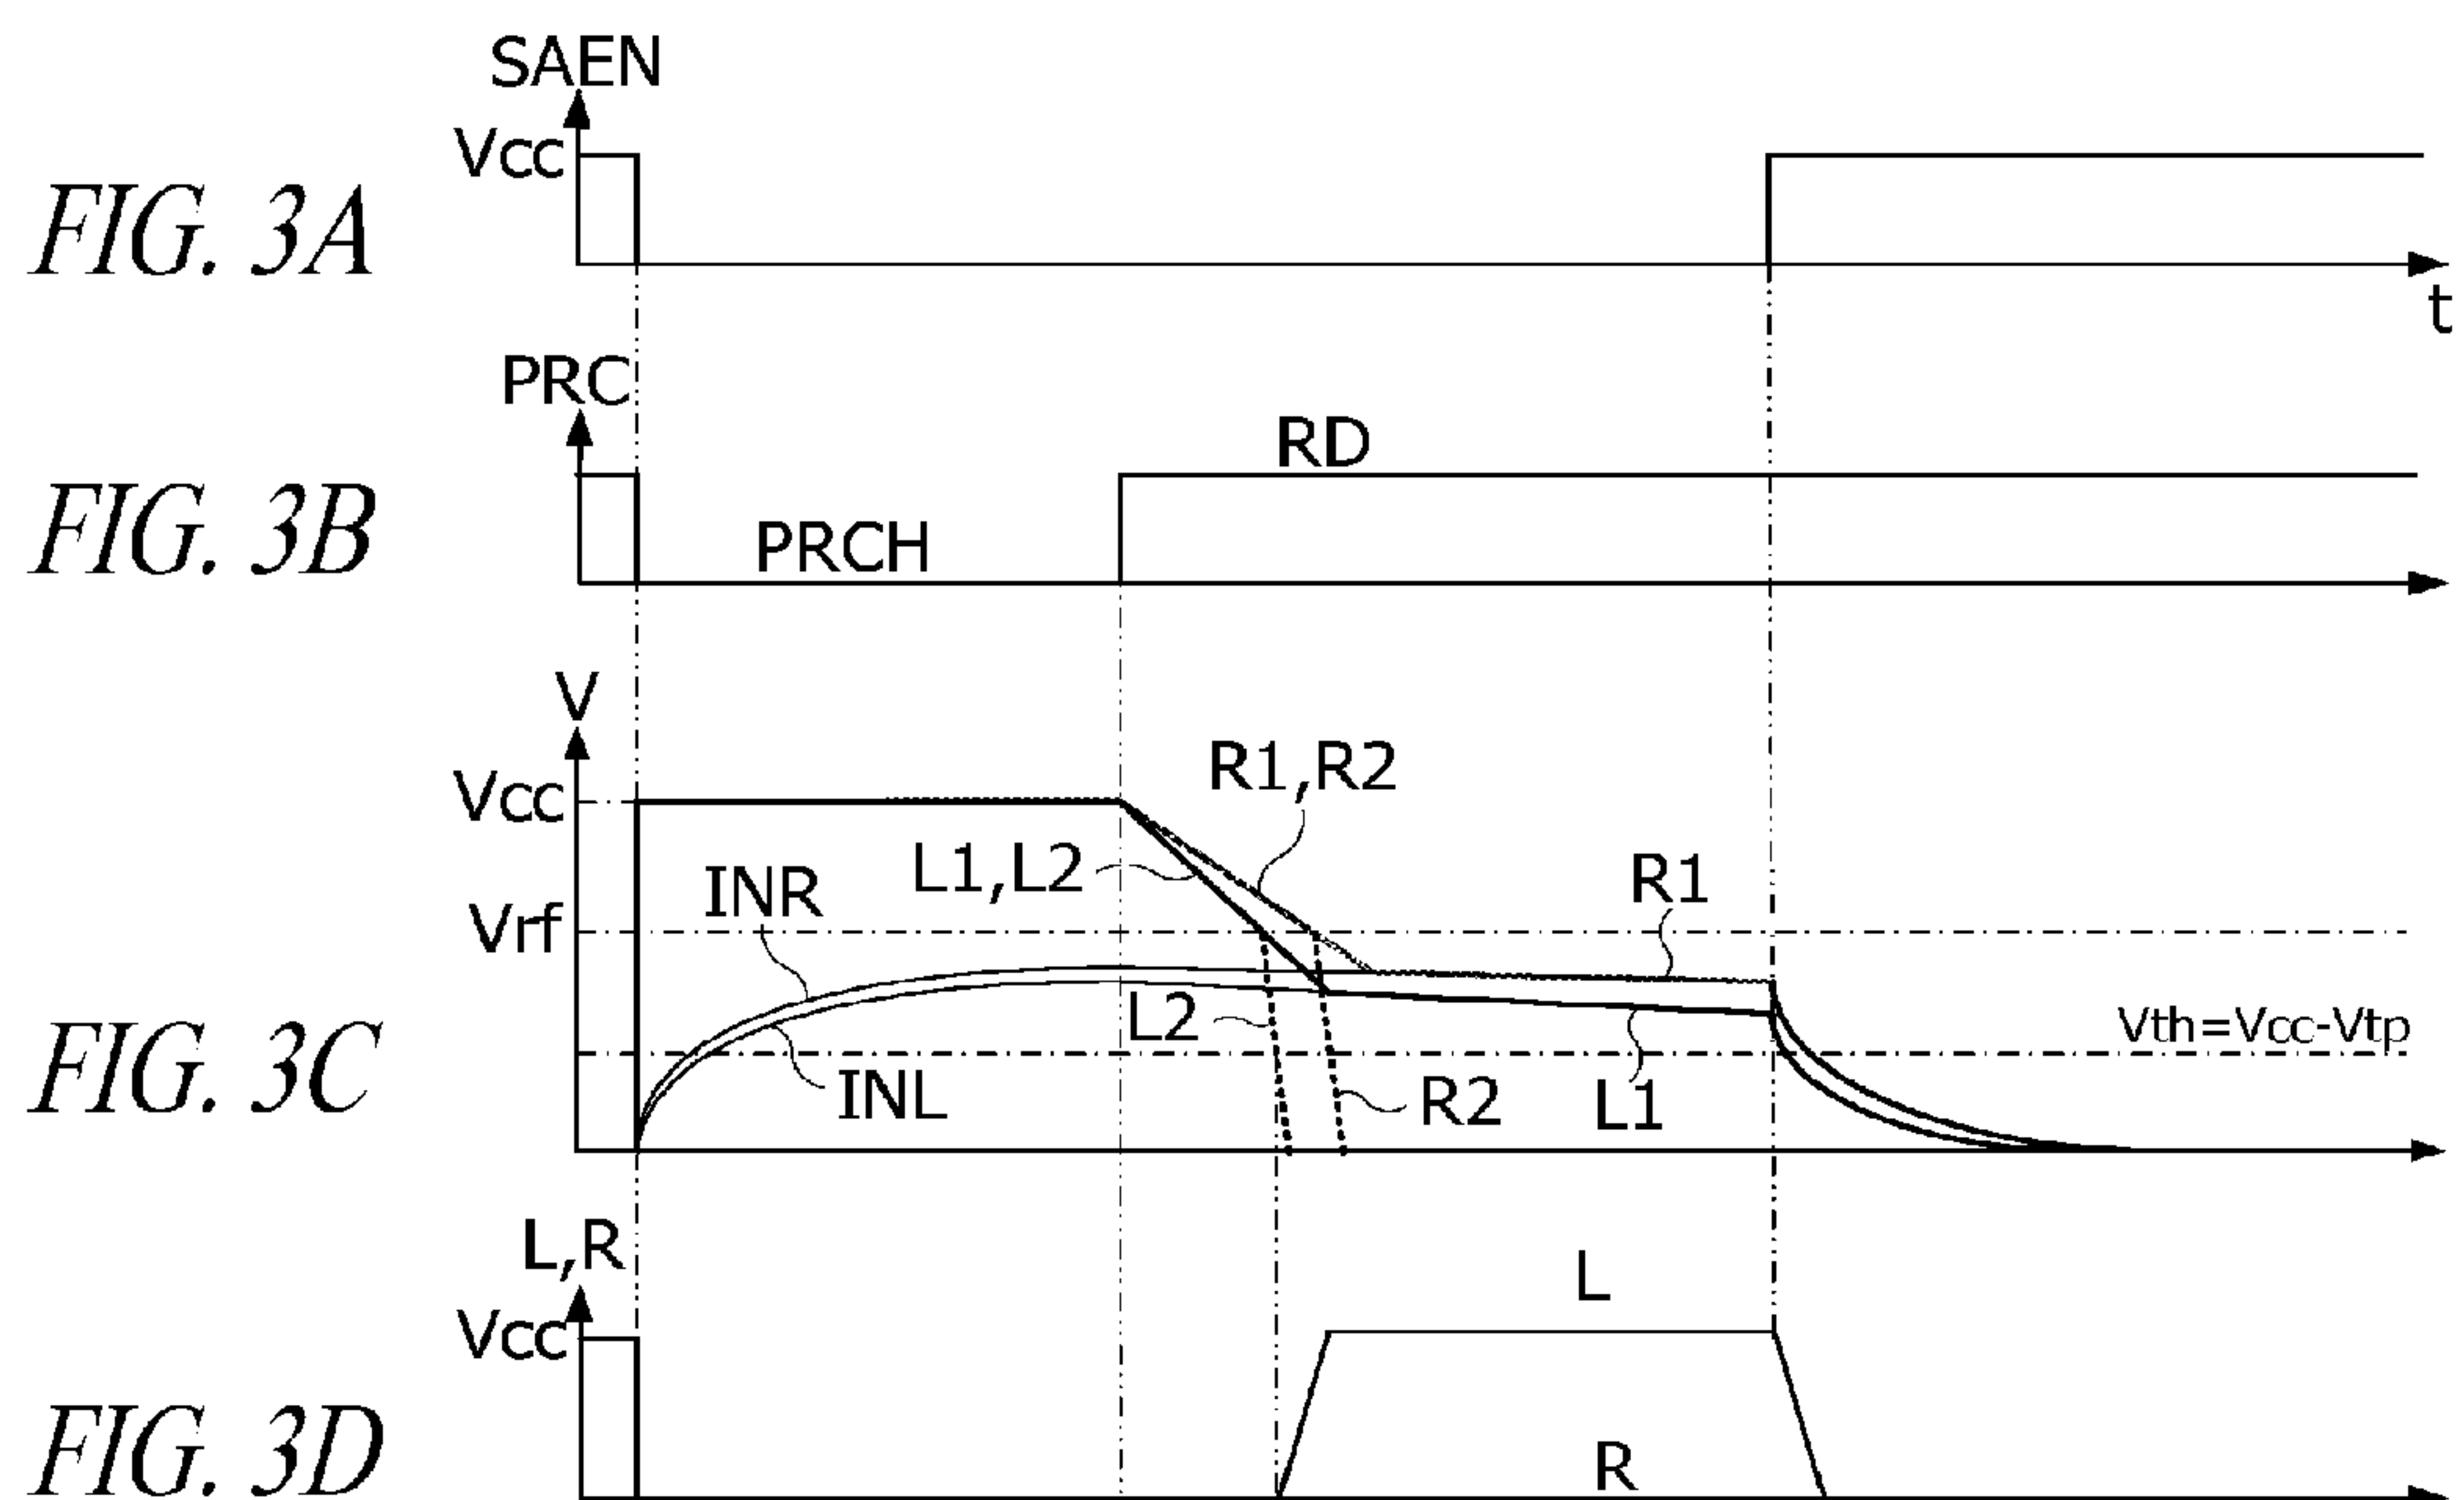 SAEN
Vcc
FIG. 3A
t
PRC
RD
FIG. 3B
PRCH
V
Vcc
R1,R2
L1,L2
INR
R1
Vrf
L2
Vth=Vcc-Vtp
FIG. 3C
INL
R2
L1
L,R
L
Vcc
FIG. 3D
R